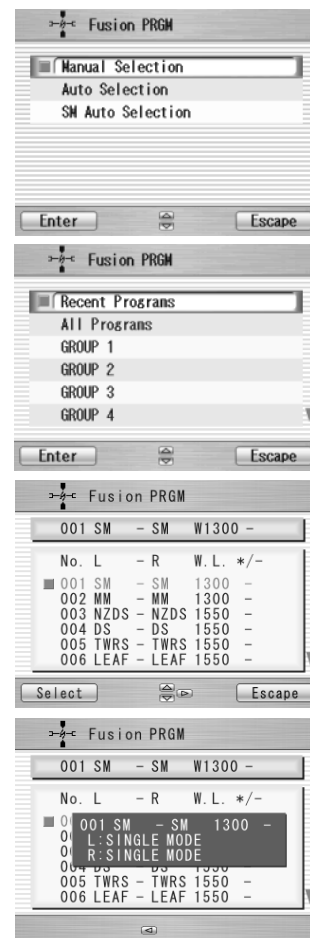 Fusion PRGM
Manual Selection
Auto Selection
SM Auto Selection
Enter Escape
Fusion PRGM
Recent Programs
All Programs
GROUP 1
GROUP 2
GROUP 3
GROUP 4
Enter Escape
Fusion PRGM
001 SM - SM W1300 -
No. L - R W.L. */-
001 SM - SM 1300 -
002 MM - MM 1300 -
003 NZDS - NZDS 1550 -
004 DS - DS 1550 -
005 TWRS - TWRS 1550 -
006 LEAF - LEAF 1550 -
Select Escape
Fusion PRGM
001 SM - SM W1300 -
No. L - R W.L. */-
001 SM - SM 1300 -
L:SINGLE MODE
R:SINGLE MODE
005 TWRS - TWRS 1550 -
006 LEAF - LEAF 1550 -